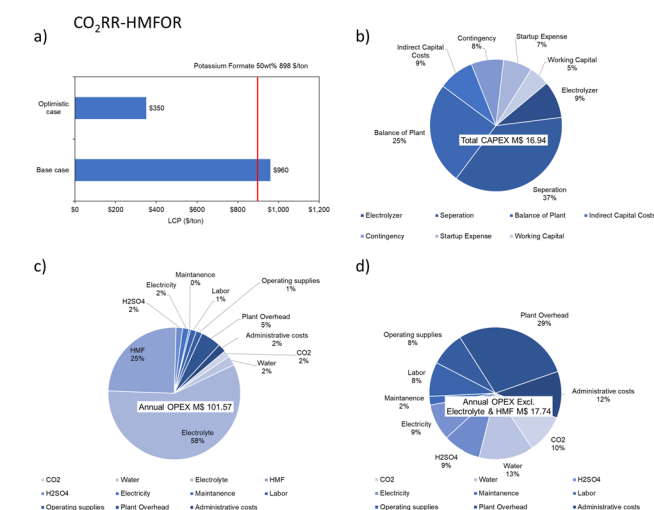 CO2RR-HMFOR
a)
Potassium Formate 50wt% 898 $/ton
Optimistic
case
$350
Base case
$960
$0 $200 $400 $600 $800 $1,000 $1,200
LCP ($/ton)
b)
Contingency
8%
Startup Expense
7%
Indirect Capital
Costs
9%
Working Capital
5%
Electrolyzer
9%
Balance of Plant
25%
Total CAPEX M$ 16.94
Seperation
37%
Electrolyzer Seperation Balance of Plant Indirect Capital Costs
Contingency Startup Expense Working Capital
c)
Maintanence
0%
Electricity
2%
Labor
1%
Operating supplies
1%
H2SO4
2%
Plant Overhead
5%
Administrative costs
2%
CO2
2%
Water
2%
HMF
25%
Annual OPEX M$ 101.57
Electrolyte
58%
CO2 Water Electrolyte HMF
H2SO4 Electricity Maintanence Labor
Operating supplies Plant Overhead Administrative costs
d)
Plant Overhead
29%
Operating supplies
8%
Labor
8%
Administrative costs
12%
Maintanence
2%
Annual OPEX Excl.
Electrolyte & HMF M$ 17.74
Electricity
9%
CO2
10%
H2SO4
9%
Water
13%
CO2 Water H2SO4
Electricity Maintanence Labor
Operating supplies Plant Overhead Administrative costs